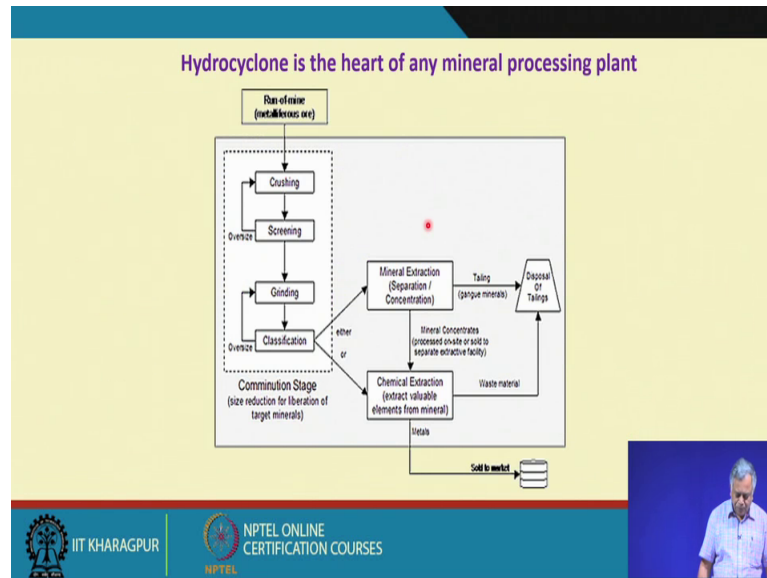 Hydrocyclone is the heart of any mineral processing plant
Run-of-mine
(metalliferous ore)
Crushing
Oversize
Screening
Grinding
Oversize
Classification
either
or
Comminution Stage
(size reduction for liberation of
target minerals)
Mineral Extraction
(Separation /
Concentration)
Tailing
(gangue minerals)
Disposal
Of
Tailings
Mineral Concentrates
(processed on-site or sold to
separate extractive facility)
Chemical Extraction
(extract valuable
elements from mineral)
Waste material
Metals
Sold to market
IIT KHARAGPUR
NPTEL
NPTEL ONLINE
CERTIFICATION COURSES